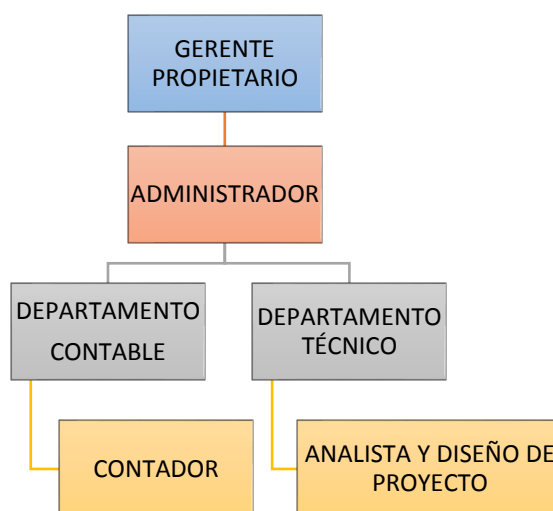 GERENTE
PROPIETARIO
ADMINISTRADOR
DEPARTAMENTO
CONTABLE
DEPARTAMENTO
TÉCNICO
CONTADOR
ANALISTA Y DISEÑO DE
PROYECTO